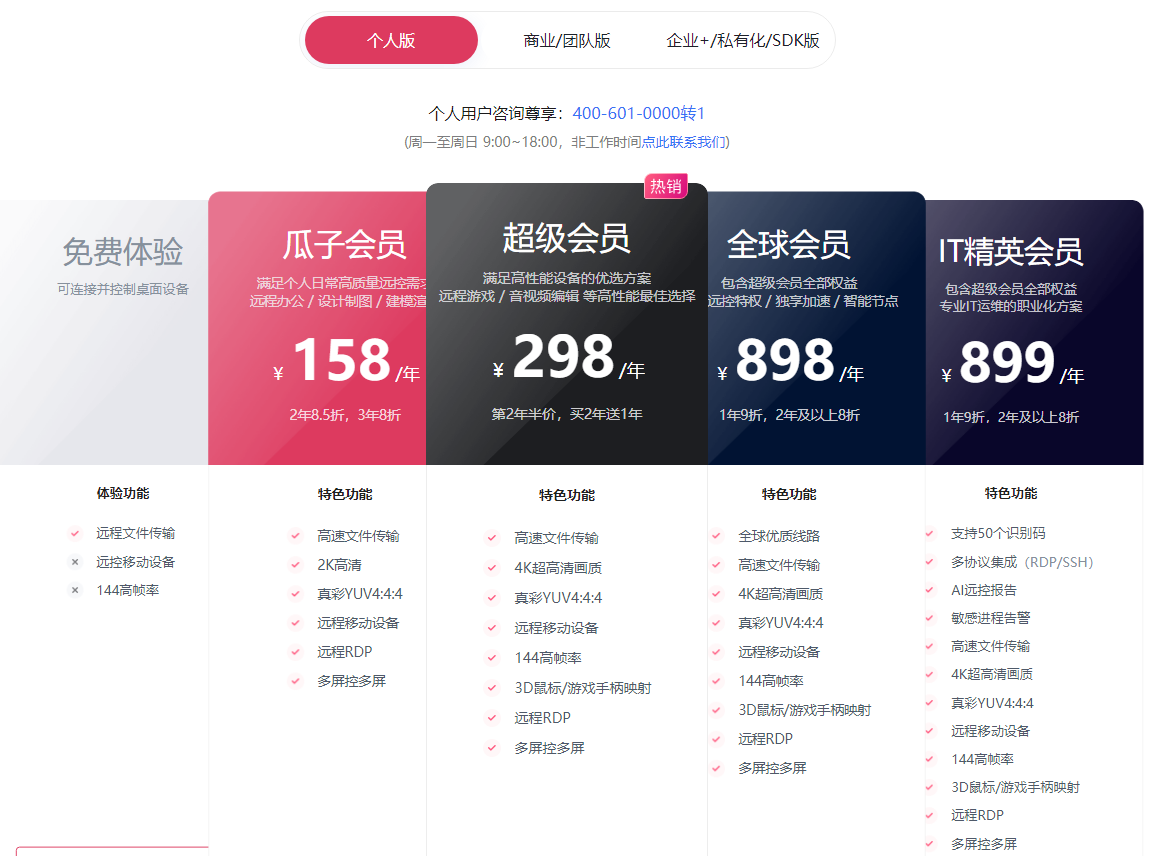 个人版
商业/团队版
企业+/私有化/SDK版
个人用户咨询尊享：400-601-0000转1
(周一至周日 9:00~18:00，非工作时间点此联系我们)
免费体验
可连接并控制桌面设备
体验功能
远程文件传输
远控移动设备
144高帧率
瓜子会员
满足个人日常高质量远控需求
远程办公 / 设计制图 / 建模渲
¥ 158 /年
2年8.5折，3年8折
特色功能
高速文件传输
2K高清
真彩YUV4:4:4
远程移动设备
远程RDP
多屏控多屏
热销
超级会员
满足高性能设备的优选方案
远程游戏 / 音视频编辑 等高性能最佳选择
¥ 298 /年
第2年半价，买2年送1年
特色功能
高速文件传输
4K超高清画质
真彩YUV4:4:4
远程移动设备
144高帧率
3D鼠标/游戏手柄映射
远程RDP
多屏控多屏
全球会员
包含超级会员全部权益
远控特权 / 独享加速 / 智能节点
¥ 898 /年
1年9折，2年及以上8折
特色功能
全球优质线路
高速文件传输
4K超高清画质
真彩YUV4:4:4
远程移动设备
144高帧率
3D鼠标/游戏手柄映射
远程RDP
多屏控多屏
IT精英会员
包含超级会员全部权益
专业IT运维的职业化方案
¥ 899 /年
1年9折，2年及以上8折
特色功能
支持50个识别码
多协议集成（RDP/SSH）
AI远控报告
敏感进程告警
高速文件传输
4K超高清画质
真彩YUV4:4:4
远程移动设备
144高帧率
3D鼠标/游戏手柄映射
远程RDP
多屏控多屏